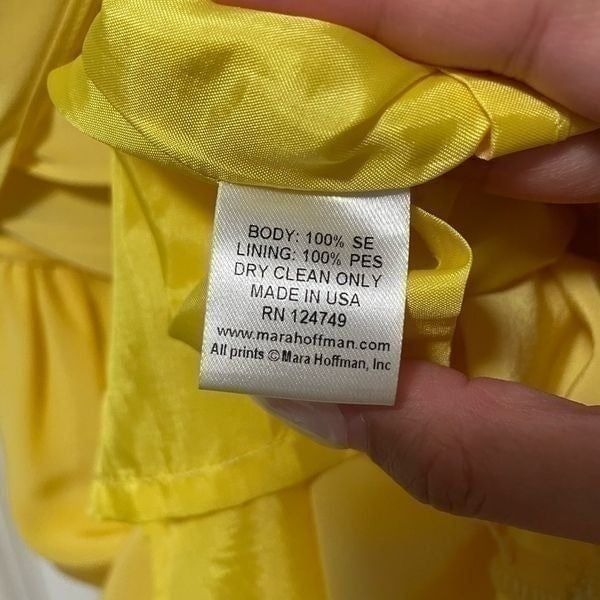 BODY: 100% SE
LINING: 100% PES
DRY CLEAN ONLY
MADE IN USA
RN 124749
www.marahoffman.com
All prints © Mara Hoffman, Inc